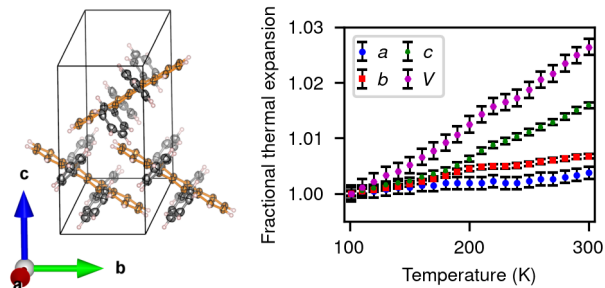 c
b
a
Fractional thermal expansion
1.03
1.02
1.01
1.00
a c
b V
100 200 300
Temperature (K)